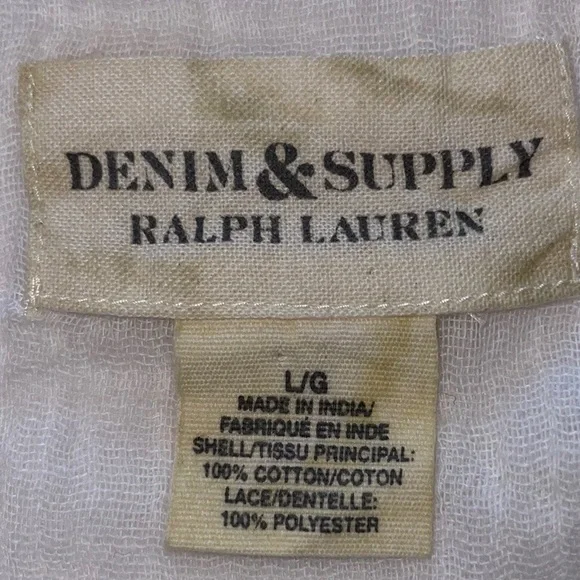 DENIM & SUPPLY
RALPH LAUREN
L/G
MADE IN INDIA/
FABRIQUÉ EN INDE
SHELL/TISSU PRINCIPAL:
100% COTTON/COTON
LACE/DENTELLE:
100% POLYESTER